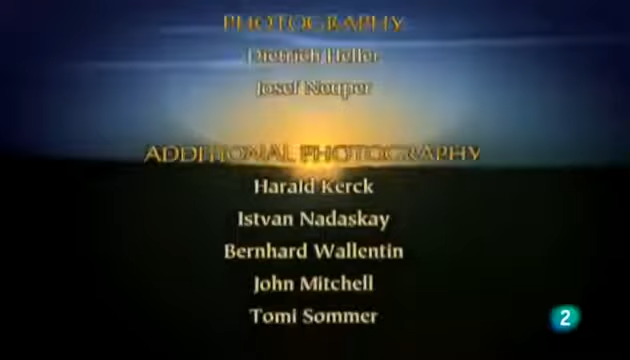 PHOTOGRAPHY
Dietrich Heller
Josef Neuper
ADDITIONAL PHOTOGRAPHY
Harald Kerck
Istvan Nadaskay
Bernhard Wallentin
John Mitchell
Tomi Sommer
2